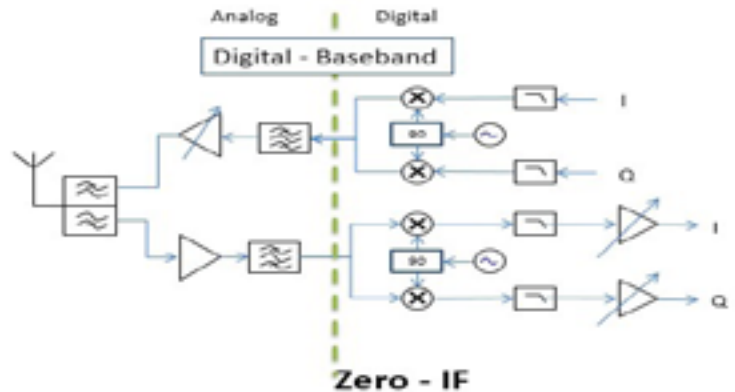 Analog Digital
Digital - Baseband
I
90
Q
I
90
Q
Zero - IF